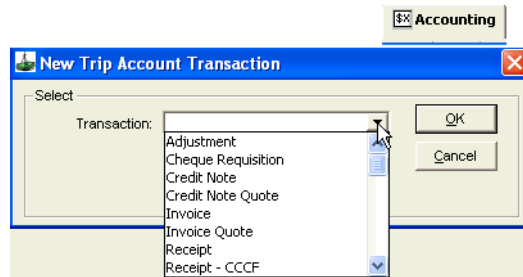 $x Accounting
New Trip Account Transaction
Select
Transaction:
OK
Cancel
Adjustment
Cheque Requisition
Credit Note
Credit Note Quote
Invoice
Invoice Quote
Receipt
Receipt - CCCF